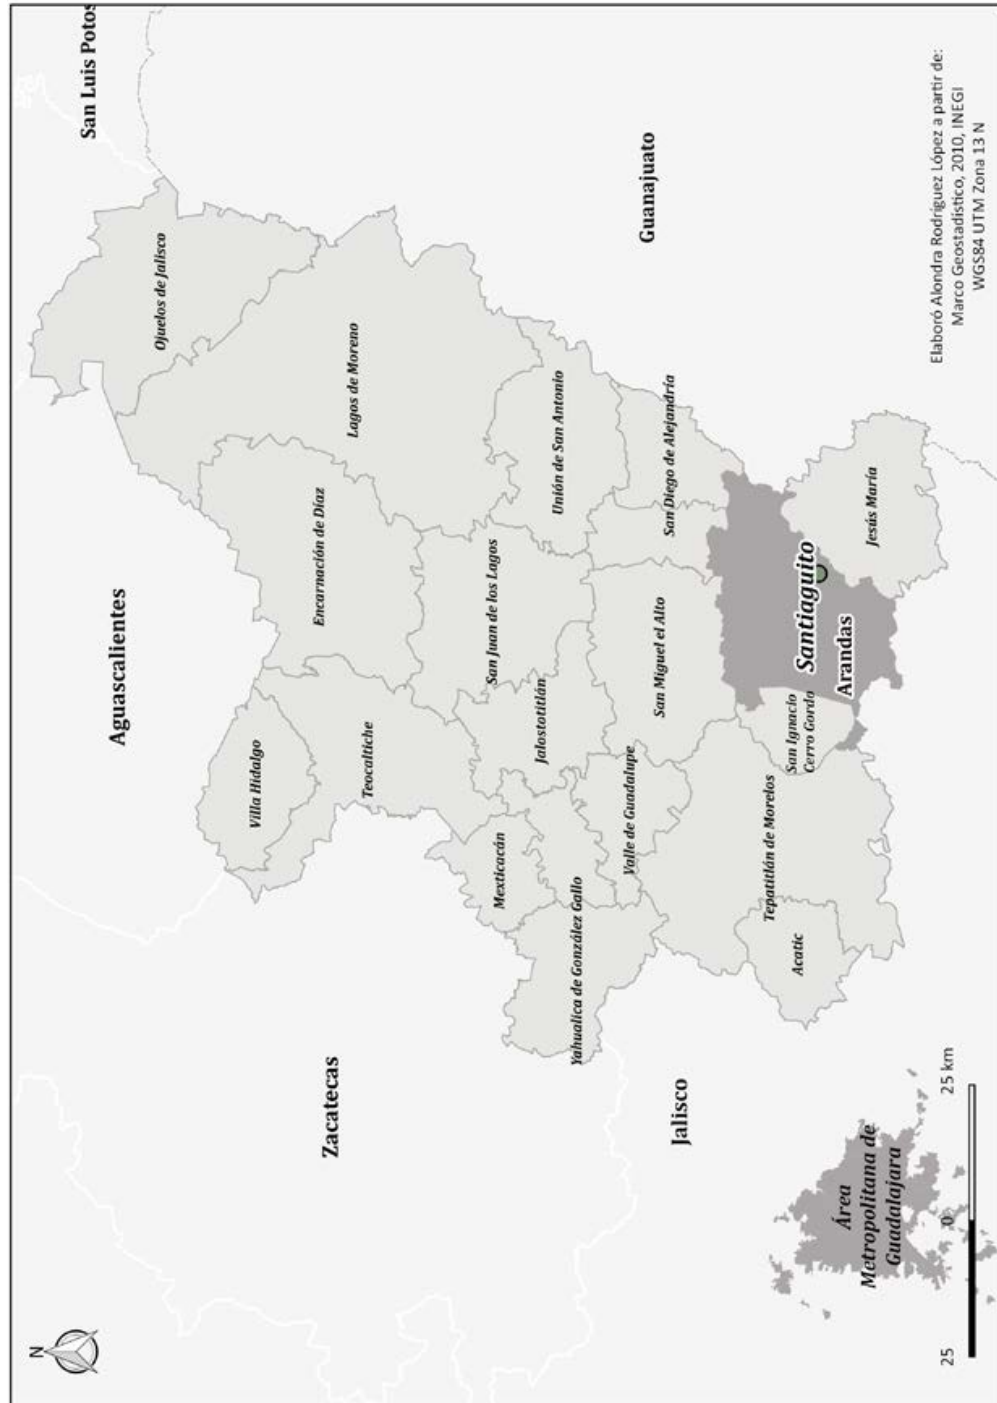 N
San Luis Potos
Aguascalientes
Zacatecas
Jalisco
Guanajuato
Ojuelos de Jalisco
Lagos de Moreno
Encarnación de Díaz
Villa Hidalgo
Teocaltiche
San Juan de los Lagos
Unión de San Antonio
Jalostotitlán
Mexticacán
Yahualica de González Gallo
Valle de Guadalupe
San Miguel el Alto
San Diego de Alejandría
Tepatitlán de Morelos
Acatic
San Ignacio
Cerro Gordo
Santiaguito
Arandas
Jesús María
Área
Metropolitana de
Guadalajara
25 0 25 km
Elaboró Alondra Rodríguez López a partir de:
Marco Geostadístico, 2010, INEGI
WGS84 UTM Zona 13 N